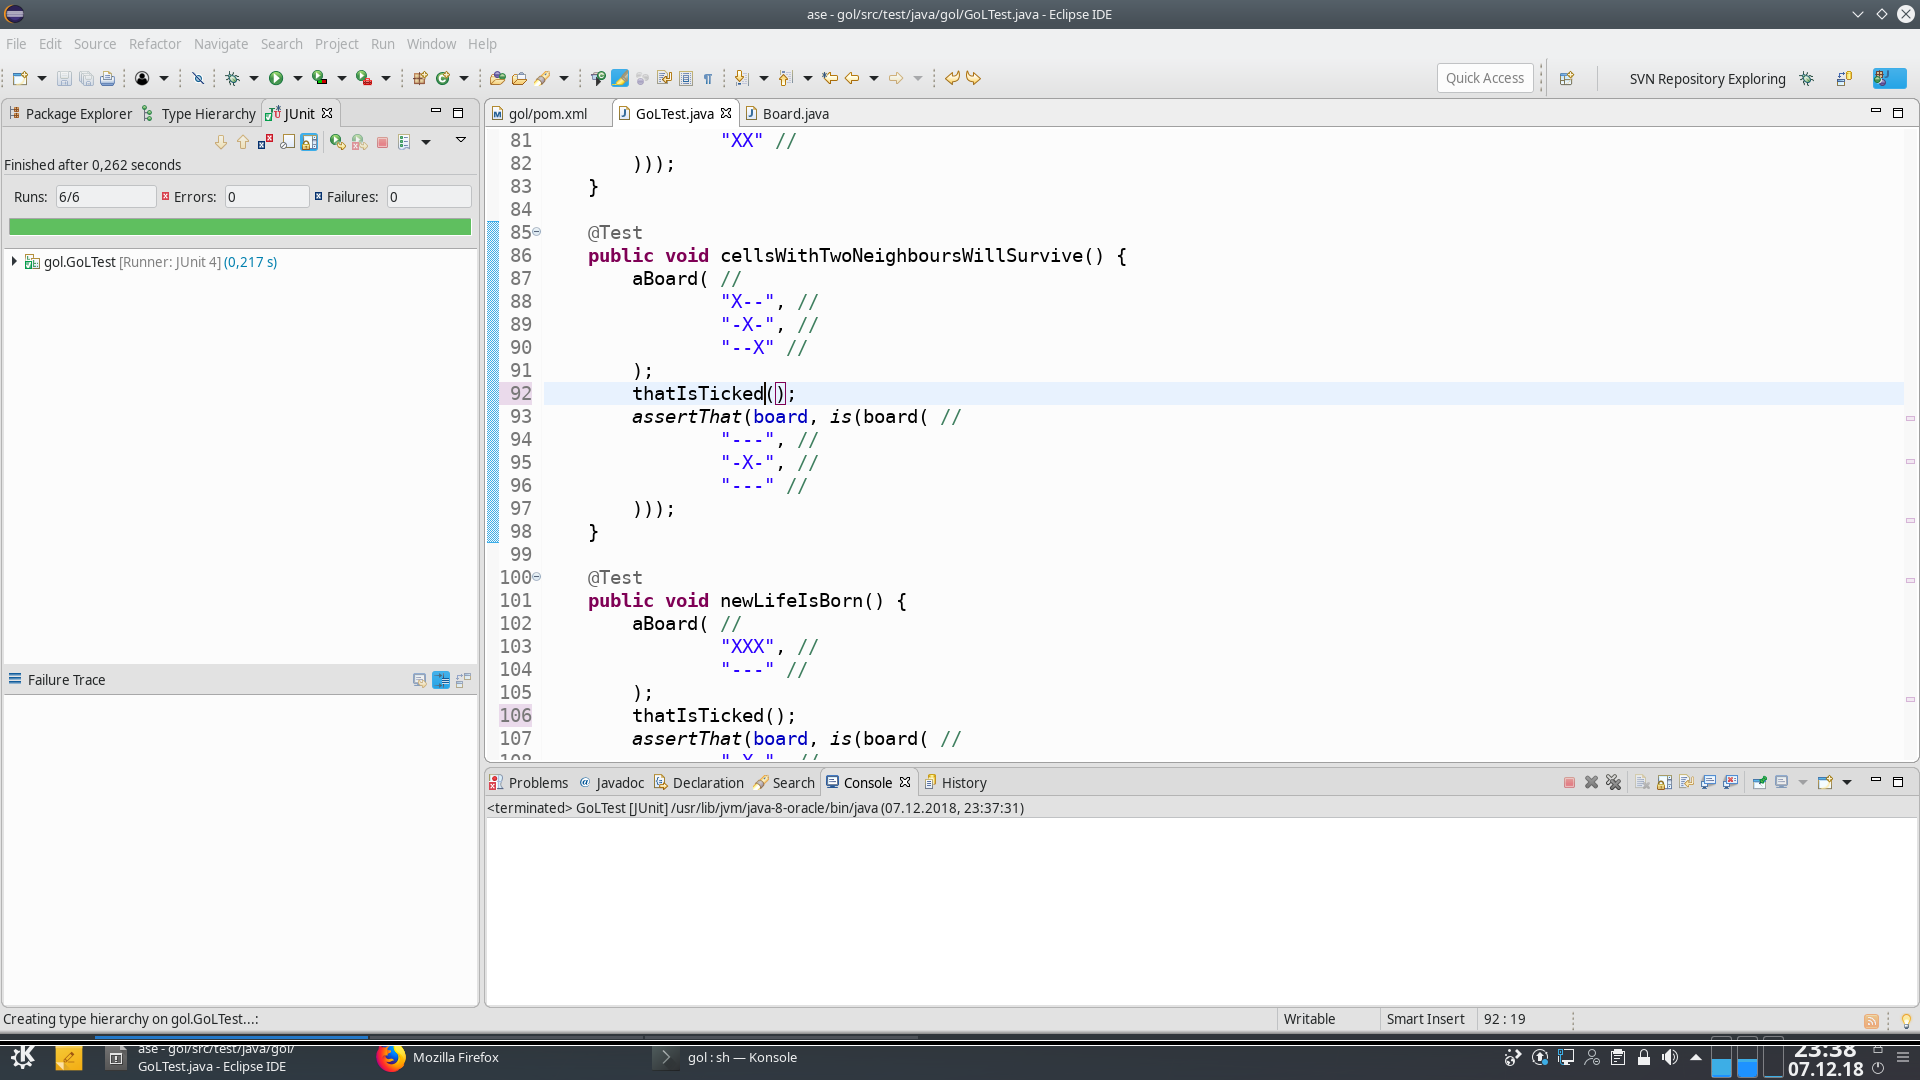 ase - gol/src/test/java/gol/GoLTest.java - Eclipse IDE
File Edit Source Refactor Navigate Search Project Run Window Help
Quick Access
SVN Repository Exploring
Package Explorer Type Hierarchy JUnit
Finished after 0,262 seconds
Runs: 6/6 Errors: 0 Failures: 0
gol.GoLTest [Runner: JUnit 4] (0,217 s)
Failure Trace
gol/pom.xml GoLTest.java Board.java
81 "XX" //
82 )));
83 }
84
85 @Test
86 public void cellsWithTwoNeighboursWillSurvive() {
87 aBoard( //
88 "X--", //
89 "-X-", //
90 "--X" //
91 );
92 thatIsTicked();
93 assertThat(board, is(board( //
94 "---", //
95 "-X-", //
96 "---" //
97 )));
98 }
99
100 @Test
101 public void newLifeIsBorn() {
102 aBoard( //
103 "XXX", //
104 "---" //
105 );
106 thatIsTicked();
107 assertThat(board, is(board( //
Problems Javadoc Declaration Search Console History
<terminated> GoLTest [JUnit] /usr/lib/jvm/java-8-oracle/bin/java (07.12.2018, 23:37:31)
Creating type hierarchy on gol.GoLTest...:
Writable Smart Insert 92 : 19
ase - gol/src/test/java/gol/
GoLTest.java - Eclipse IDE
Mozilla Firefox
gol : sh — Konsole
23:38
07.12.18